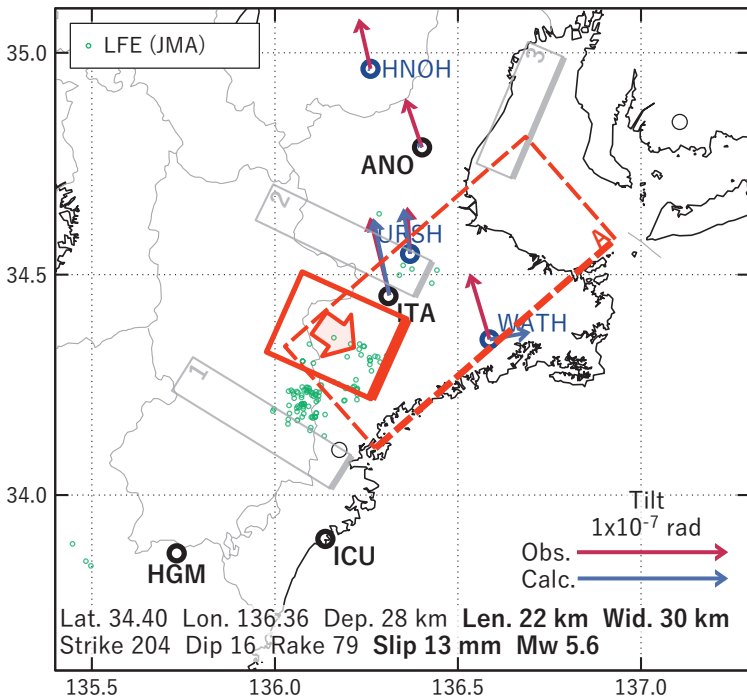 35.0
34.5
34.0
LFE (JMA)
HNOH
ANO
3
2
URSH
A
ITA
WATH
1
ICU
HGM
Tilt
1x10⁻⁷ rad
Obs.
Calc.
Lat. 34.40 Lon. 136.36 Dep. 28 km Len. 22 km Wid. 30 km
Strike 204 Dip 16 Rake 79 Slip 13 mm Mw 5.6
135.5 136.0 136.5 137.0